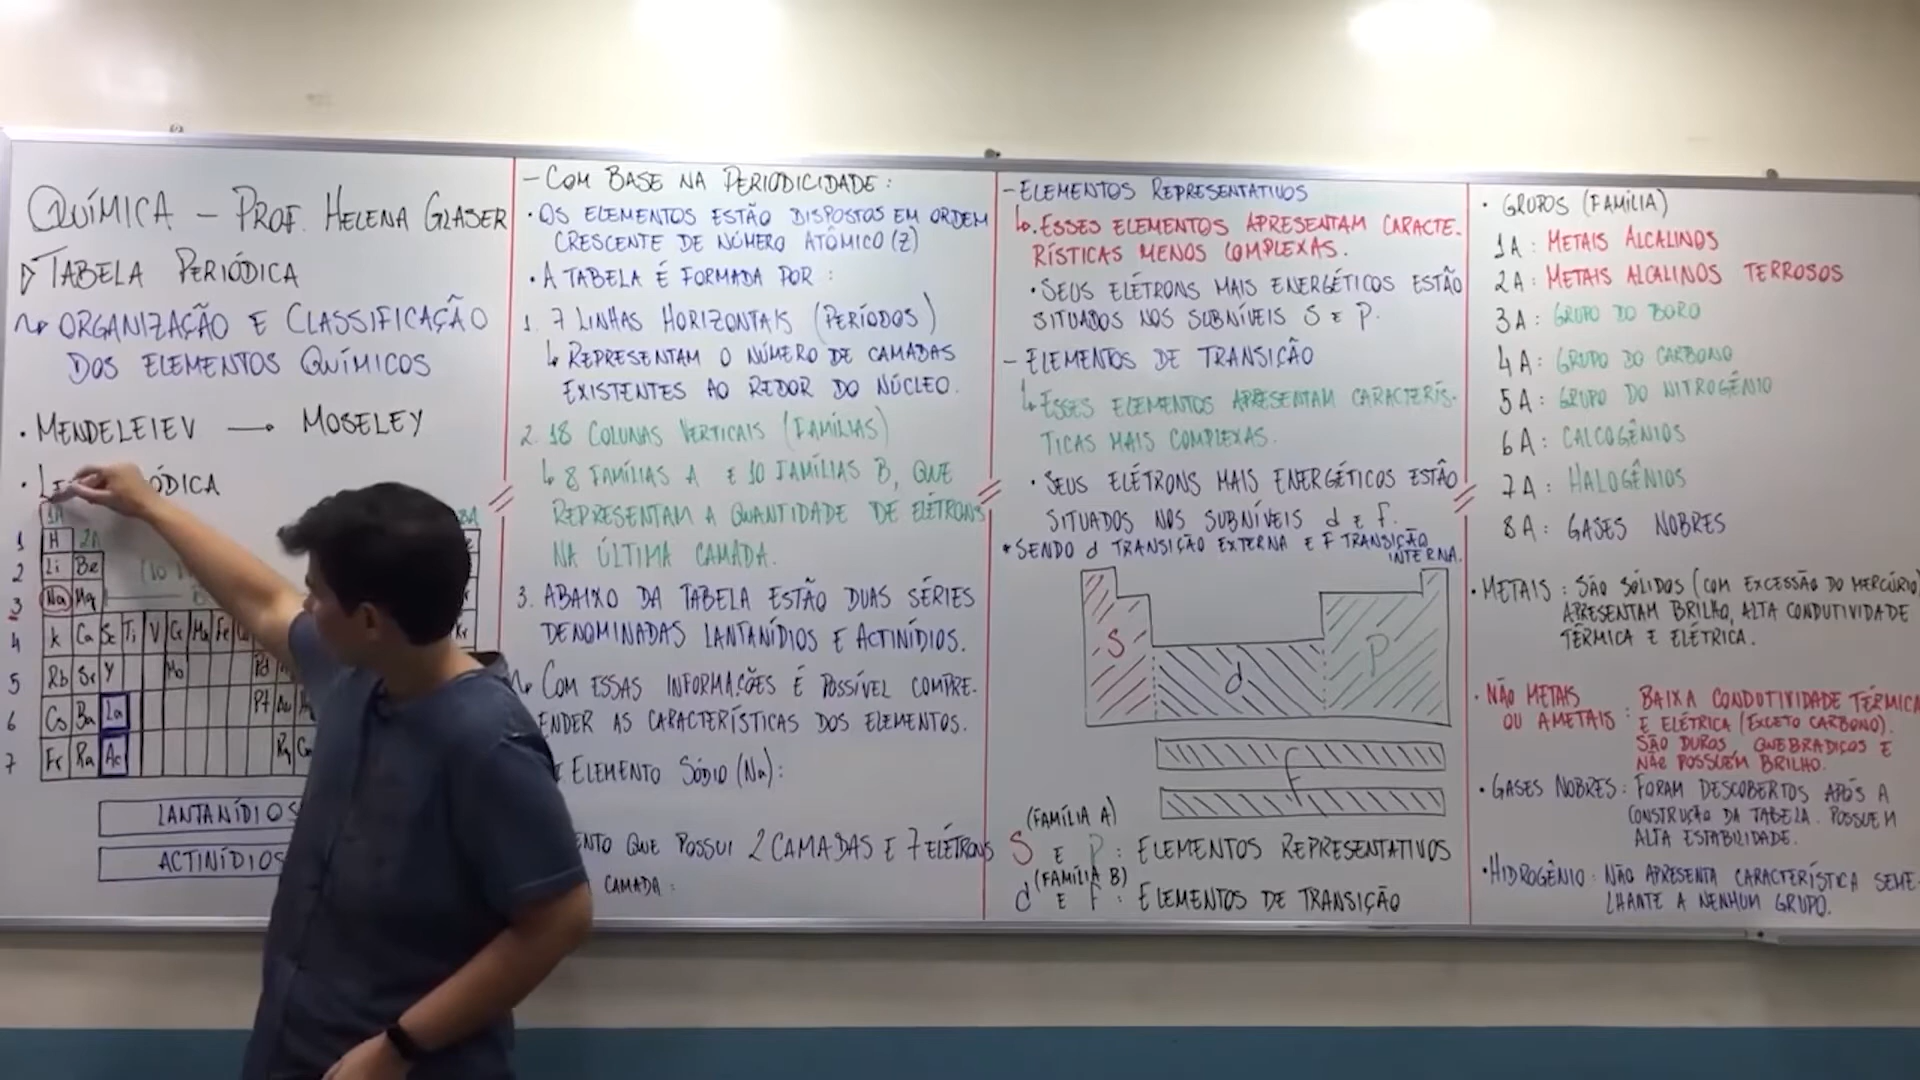 QUÍMICA – PROF. HELENA GLASER
TABELA PERIÓDICA
ORGANIZAÇÃO E CLASSIFICAÇÃO
DOS ELEMENTOS QUÍMICOS
• MENDELEIEV → MOSELEY
1A
8A
1 H 2A
2 Li Be
3 Na Mg
4 K Ca Sc Ti V Cr Mn Fe Kr
5 Rb Sr Y Mo Pd
6 Cs Ba La Pt Au
7 Fr Ra Ac Rg Cn
LANTANÍDIOS
ACTINÍDIOS
– COM BASE NA PERIODICIDADE:
• OS ELEMENTOS ESTÃO DISPOSTOS EM ORDEM
CRESCENTE DE NÚMERO ATÔMICO (Z)
• A TABELA É FORMADA POR:
1. 7 LINHAS HORIZONTAIS (PERÍODOS)
↳ REPRESENTAM O NÚMERO DE CAMADAS
EXISTENTES AO REDOR DO NÚCLEO.
2. 18 COLUNAS VERTICAIS (FAMÍLIAS)
↳ 8 FAMÍLIAS A E 10 FAMÍLIAS B, QUE
REPRESENTAM A QUANTIDADE DE ELÉTRONS
NA ÚLTIMA CAMADA.
3. ABAIXO DA TABELA ESTÃO DUAS SÉRIES
DENOMINADAS LANTANÍDIOS E ACTINÍDIOS.
COM ESSAS INFORMAÇÕES É POSSÍVEL COMPRE-
ENDER AS CARACTERÍSTICAS DOS ELEMENTOS.
ELEMENTO SÓDIO (Na):
QUE POSSUI 2 CAMADAS E 7 ELÉTRONS
CAMADA:
– ELEMENTOS REPRESENTATIVOS
↳ ESSES ELEMENTOS APRESENTAM CARACTE-
RÍSTICAS MENOS COMPLEXAS.
• SEUS ELÉTRONS MAIS ENERGÉTICOS ESTÃO
SITUADOS NOS SUBNÍVEIS S E P.
– ELEMENTOS DE TRANSIÇÃO
↳ ESSES ELEMENTOS APRESENTAM CARACTERÍS-
TICAS MAIS COMPLEXAS.
• SEUS ELÉTRONS MAIS ENERGÉTICOS ESTÃO
SITUADOS NOS SUBNÍVEIS d E f.
* SENDO d TRANSIÇÃO EXTERNA E F TRANSIÇÃO
INTERNA.
S
d
P
f
(FAMÍLIA A)
S E P: ELEMENTOS REPRESENTATIVOS
(FAMÍLIA B)
d E F: ELEMENTOS DE TRANSIÇÃO
• GRUPOS (FAMÍLIA)
1A: METAIS ALCALINOS
2A: METAIS ALCALINOS TERROSOS
3A: GRUPO DO BORO
4A: GRUPO DO CARBONO
5A: GRUPO DO NITROGÊNIO
6A: CALCOGÊNIOS
7A: HALOGÊNIOS
8A: GASES NOBRES
• METAIS: SÃO SÓLIDOS (COM EXCESSÃO DO MERCÚRIO)
APRESENTAM BRILHO, ALTA CONDUTIVIDADE
TÉRMICA E ELÉTRICA.
• NÃO METAIS OU AMETAIS: BAIXA CONDUTIVIDADE TÉRMICA
E ELÉTRICA (EXCETO CARBONO).
SÃO DUROS, QUEBRADIÇOS E
NÃO POSSUEM BRILHO.
• GASES NOBRES: FORAM DESCOBERTOS APÓS A
CONSTRUÇÃO DA TABELA. POSSUEM
ALTA ESTABILIDADE.
• HIDROGÊNIO: NÃO APRESENTA CARACTERÍSTICA SEME-
LHANTE A NENHUM GRUPO.